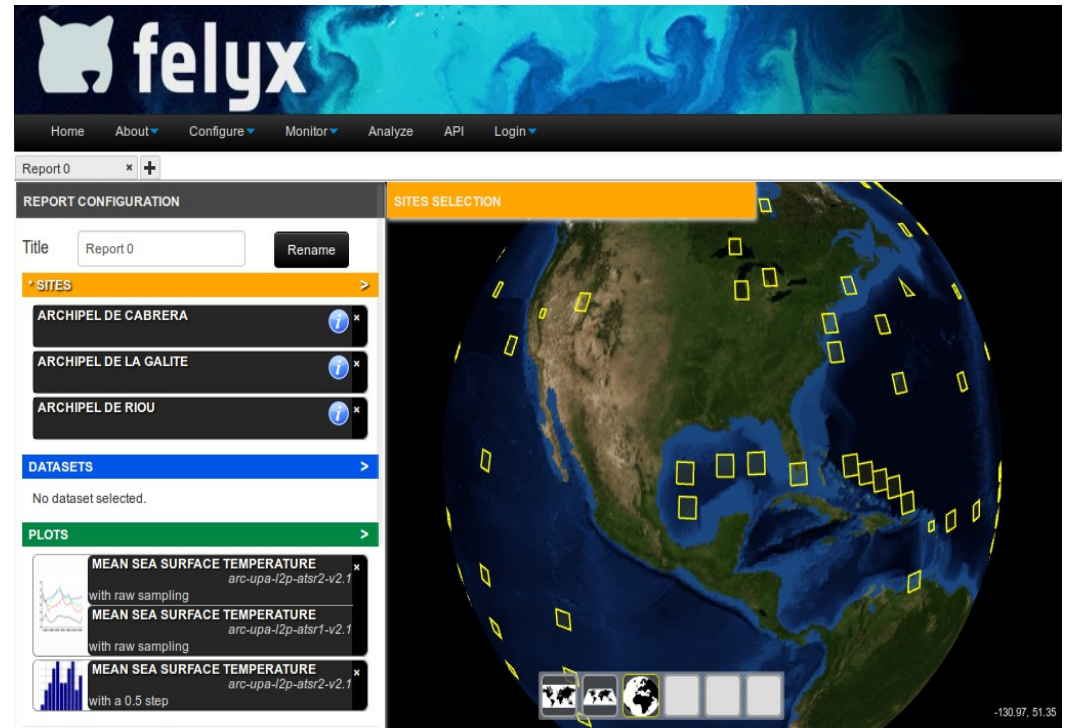 felyx
Home About Configure Monitor Analyze API Login
Report 0 × +
REPORT CONFIGURATION
SITES SELECTION
Title Report 0 Rename
* SITES >
ARCHIPEL DE CABRERA i ×
ARCHIPEL DE LA GALITE i ×
ARCHIPEL DE RIOU i ×
DATASETS >
No dataset selected.
PLOTS >
MEAN SEA SURFACE TEMPERATURE ×
arc-upa-l2p-atsr2-v2.1
with raw sampling
MEAN SEA SURFACE TEMPERATURE
arc-upa-l2p-atsr1-v2.1
with raw sampling
MEAN SEA SURFACE TEMPERATURE ×
arc-upa-l2p-atsr2-v2.1
with a 0.5 step
-130.97, 51.35